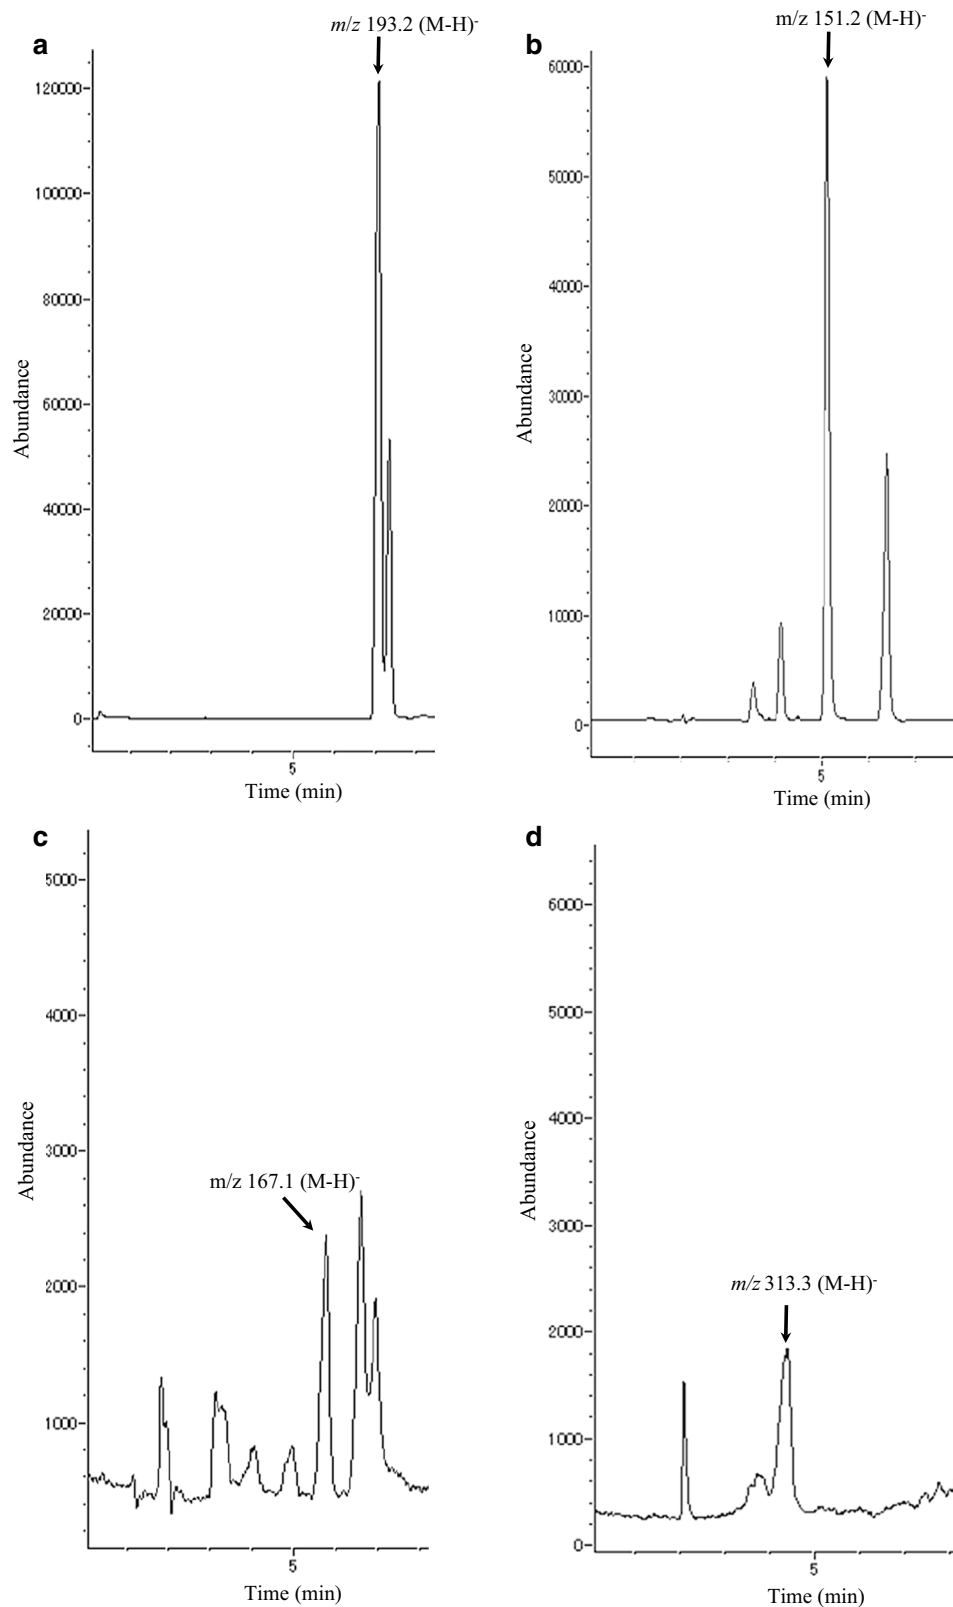 a
m/z 193.2 (M-H)-
120000
100000
80000
60000
40000
20000
0
Abundance
5
Time (min)
b
m/z 151.2 (M-H)-
60000
50000
40000
30000
20000
10000
0
Abundance
5
Time (min)
c
5000
4000
3000
2000
1000
Abundance
m/z 167.1 (M-H)-
5
Time (min)
d
6000
5000
4000
3000
2000
1000
0
Abundance
m/z 313.3 (M-H)-
5
Time (min)